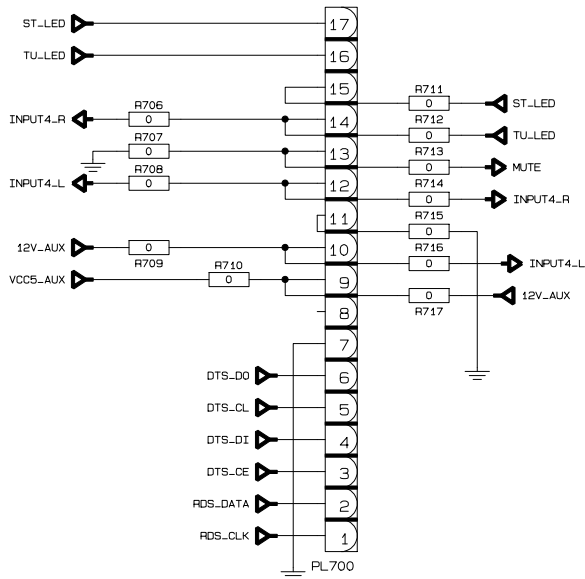 ST_LED
17
TU_LED
16
15
R711
0
ST_LED
R706
INPUT4_R
0
14
R712
0
TU_LED
R707
0
13
R713
0
MUTE
R708
INPUT4_L
0
12
R714
0
INPUT4_R
11
R715
0
12V_AUX
0
R709
10
R716
0
INPUT4_L
R710
VCC5_AUX
0
9
0
R717
12V_AUX
8
7
DTS_DO
6
DTS_CL
5
DTS_DI
4
DTS_CE
3
RDS_DATA
2
RDS_CLK
1
PL700